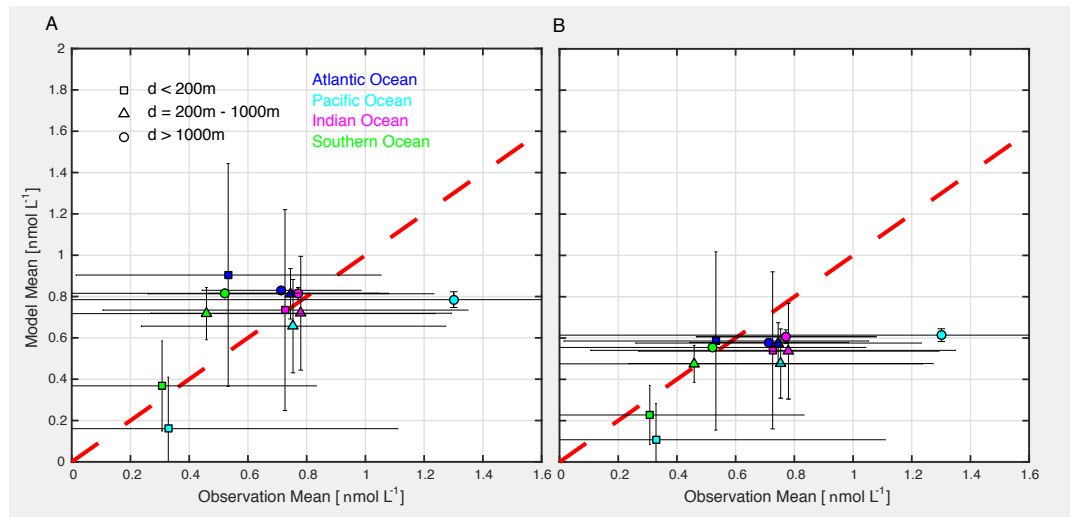 A
B
2
1.8
1.6
1.4
1.2
1
0.8
0.6
0.4
0.2
0
Model Mean [ nmol L-1]
d < 200m
d = 200m - 1000m
d > 1000m
Atlantic Ocean
Pacific Ocean
Indian Ocean
Southern Ocean
0 0.2 0.4 0.6 0.8 1 1.2 1.4 1.6
0 0.2 0.4 0.6 0.8 1 1.2 1.4 1.6
Observation Mean [ nmol L-1]
Observation Mean [ nmol L-1]